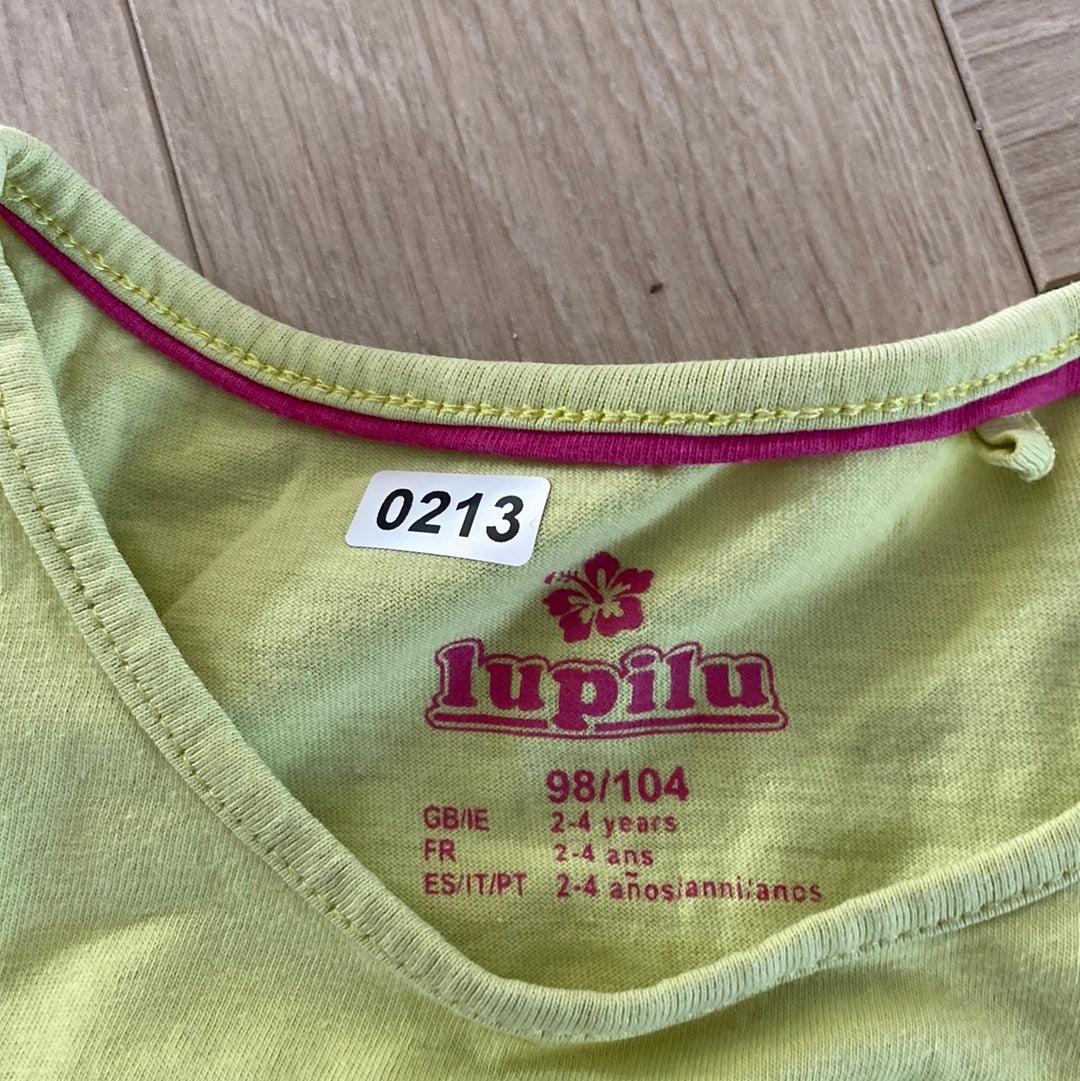 0213
lupilu
98/104
GB/IE 2-4 years
FR 2-4 ans
ES/IT/PT 2-4 años/anni/anos